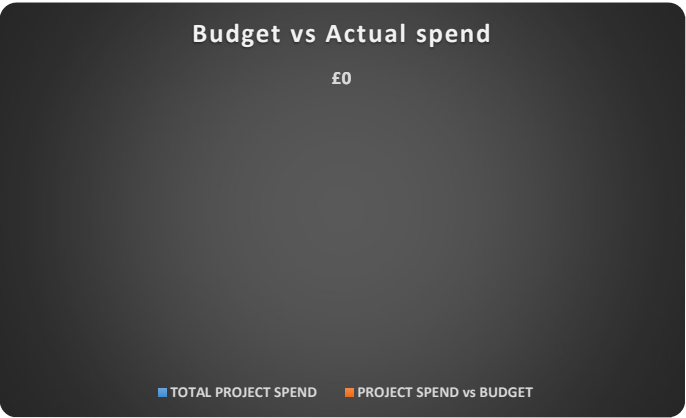 Budget vs Actual spend
£0
TOTAL PROJECT SPEND PROJECT SPEND vs BUDGET